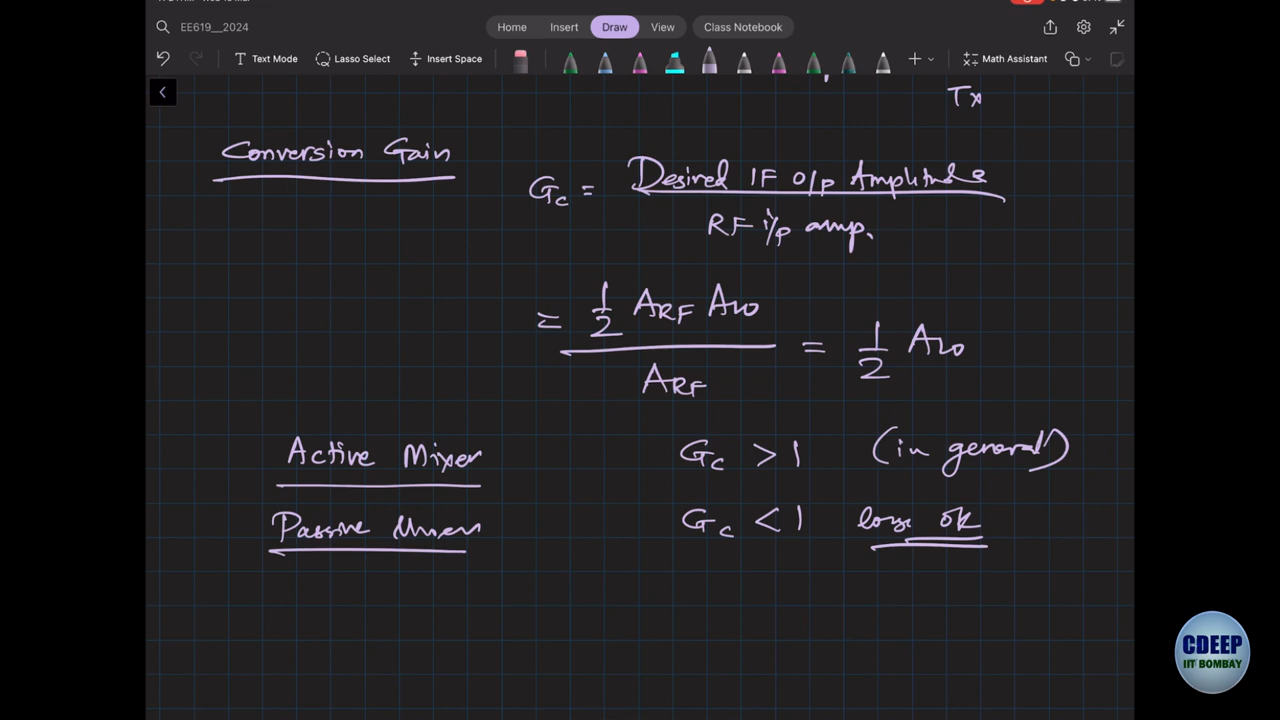 EE619__2024
Home Insert Draw View Class Notebook
Text Mode Lasso Select Insert Space Math Assistant
Tx
Conversion Gain
Gc = Desired IF O/P Amplitude
RF i/p amp.
= 1/2 ARF ALO / ARF = 1/2 ALO
Active Mixer Gc > 1 (in general)
Passive Mixer Gc < 1 loss ok
CDEEP
IIT BOMBAY